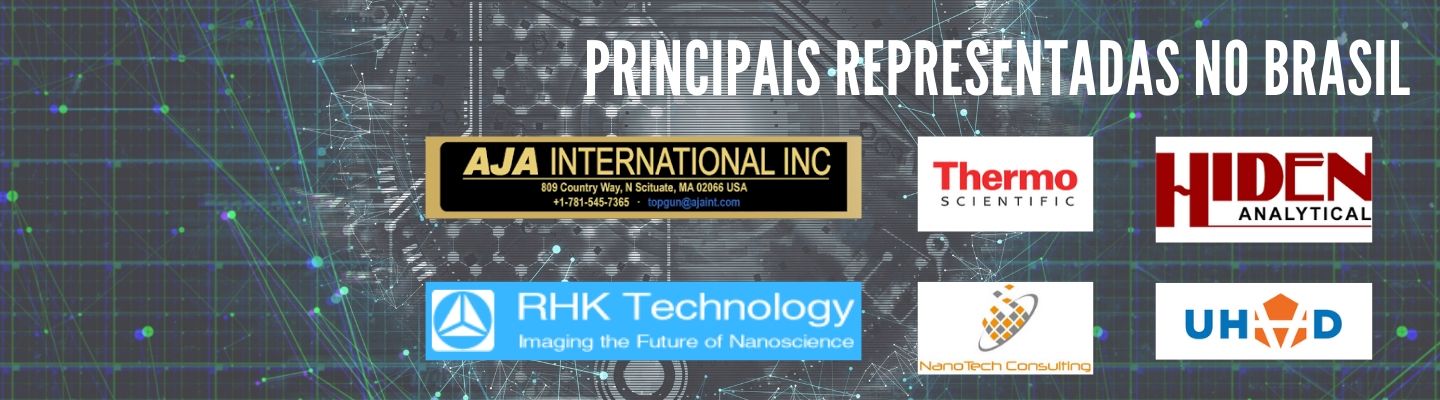 PRINCIPAIS REPRESENTADAS NO BRASIL
AJA INTERNATIONAL INC
809 Country Way, N Scituate, MA 02066 USA
+1-781-545-7365 · topgun@ajaint.com
Thermo
SCIENTIFIC
HIDEN
ANALYTICAL
RHK Technology
Imaging the Future of Nanoscience
NanoTech Consulting
UHV D